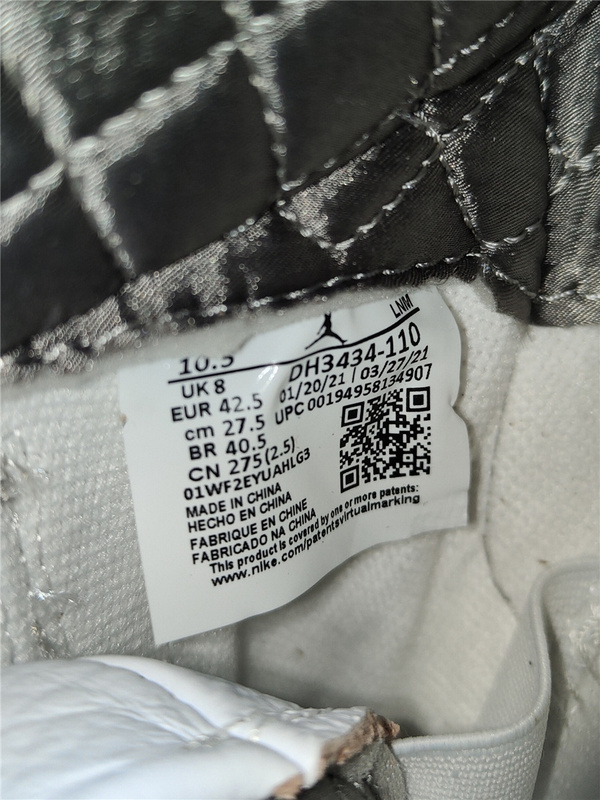 LNM
10.5
DH3434-110
UK 8
01/20/21 | 03/27/21
EUR 42.5
UPC 00194958134907
cm 27.5
BR 40.5
CN 275(2.5)
01WF2EYUAHLG3
MADE IN CHINA
HECHO EN CHINA
FABRIQUE EN CHINE
FABRICADO NA CHINA
This product is covered by one or more patents:
www.nike.com/patentsvirtualmarking